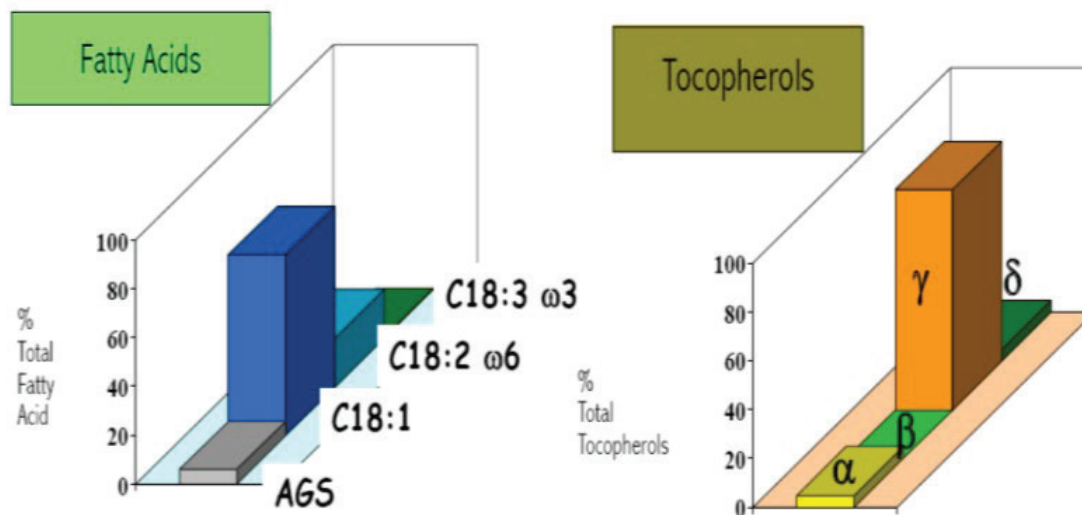 Fatty Acids
100
80
60
40
20
0
%
Total
Fatty
Acid
C18:3 ω3
C18:2 ω6
C18:1
AGS
Tocopherols
100
80
60
40
20
0
%
Total
Tocopherols
γ
δ
β
α